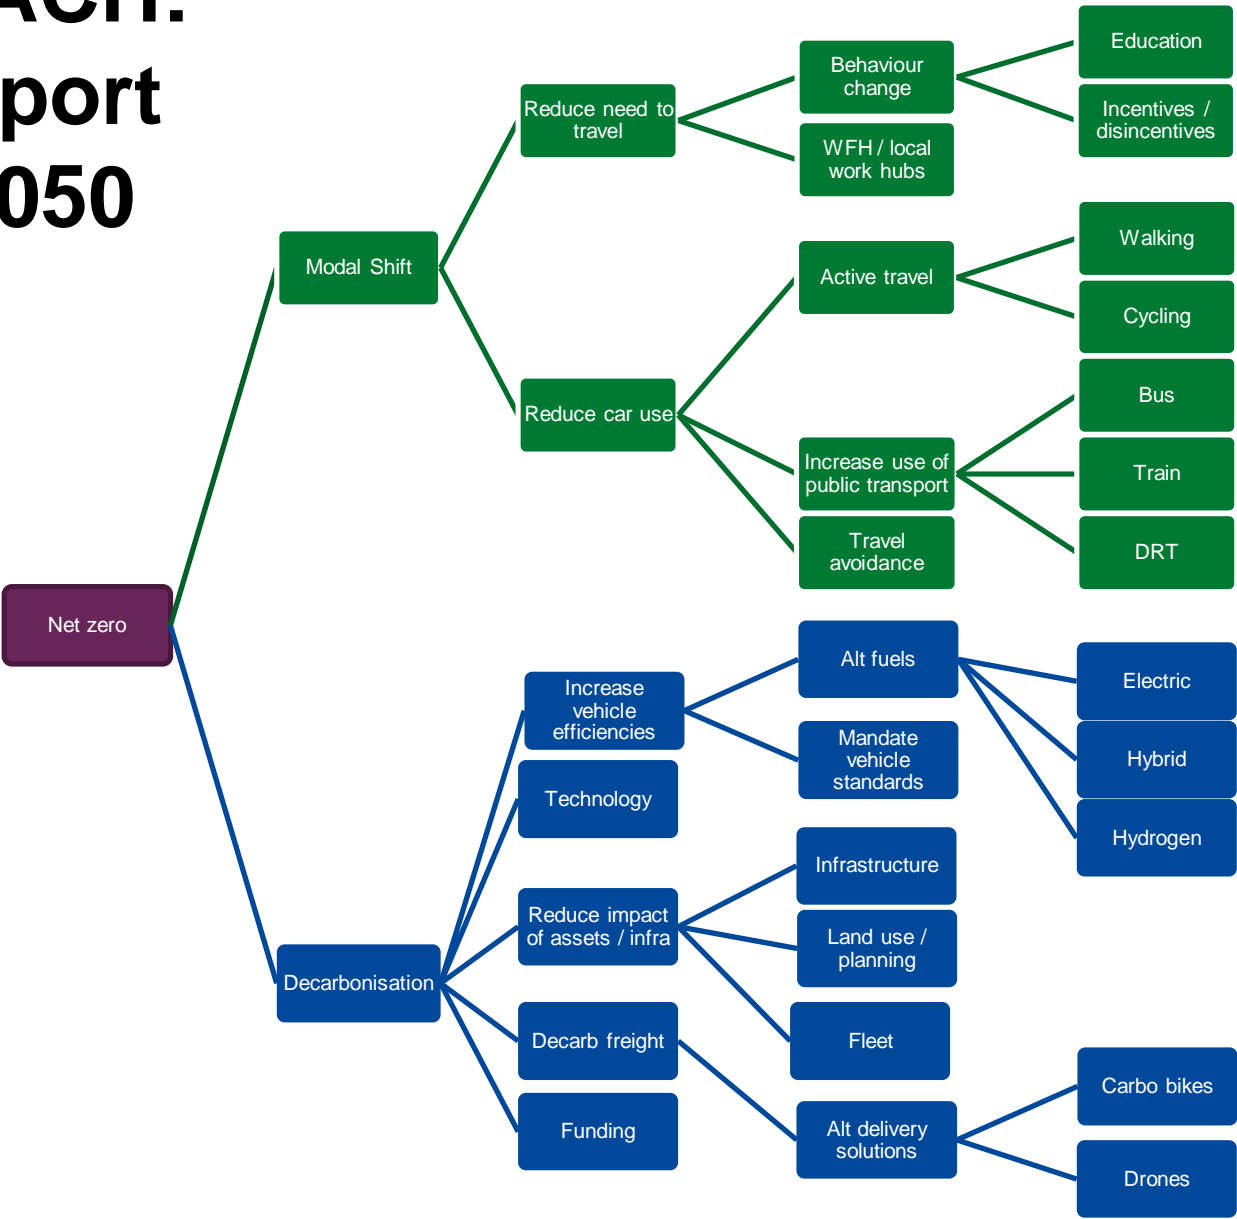 port
050
Education
Behaviour
change
Reduce need to
travel
Incentives /
disincentives
WFH / local
work hubs
Walking
Modal Shift
Active travel
Cycling
Bus
Reduce car use
Increase use of
public transport
Train
Travel
avoidance
DRT
Net zero
Alt fuels
Electric
Increase
vehicle
efficiencies
Mandate
vehicle
standards
Hybrid
Technology
Hydrogen
Infrastructure
Reduce impact
of assets / infra
Land use /
planning
Decarbonisation
Decarb freight
Fleet
Carbo bikes
Funding
Alt delivery
solutions
Drones